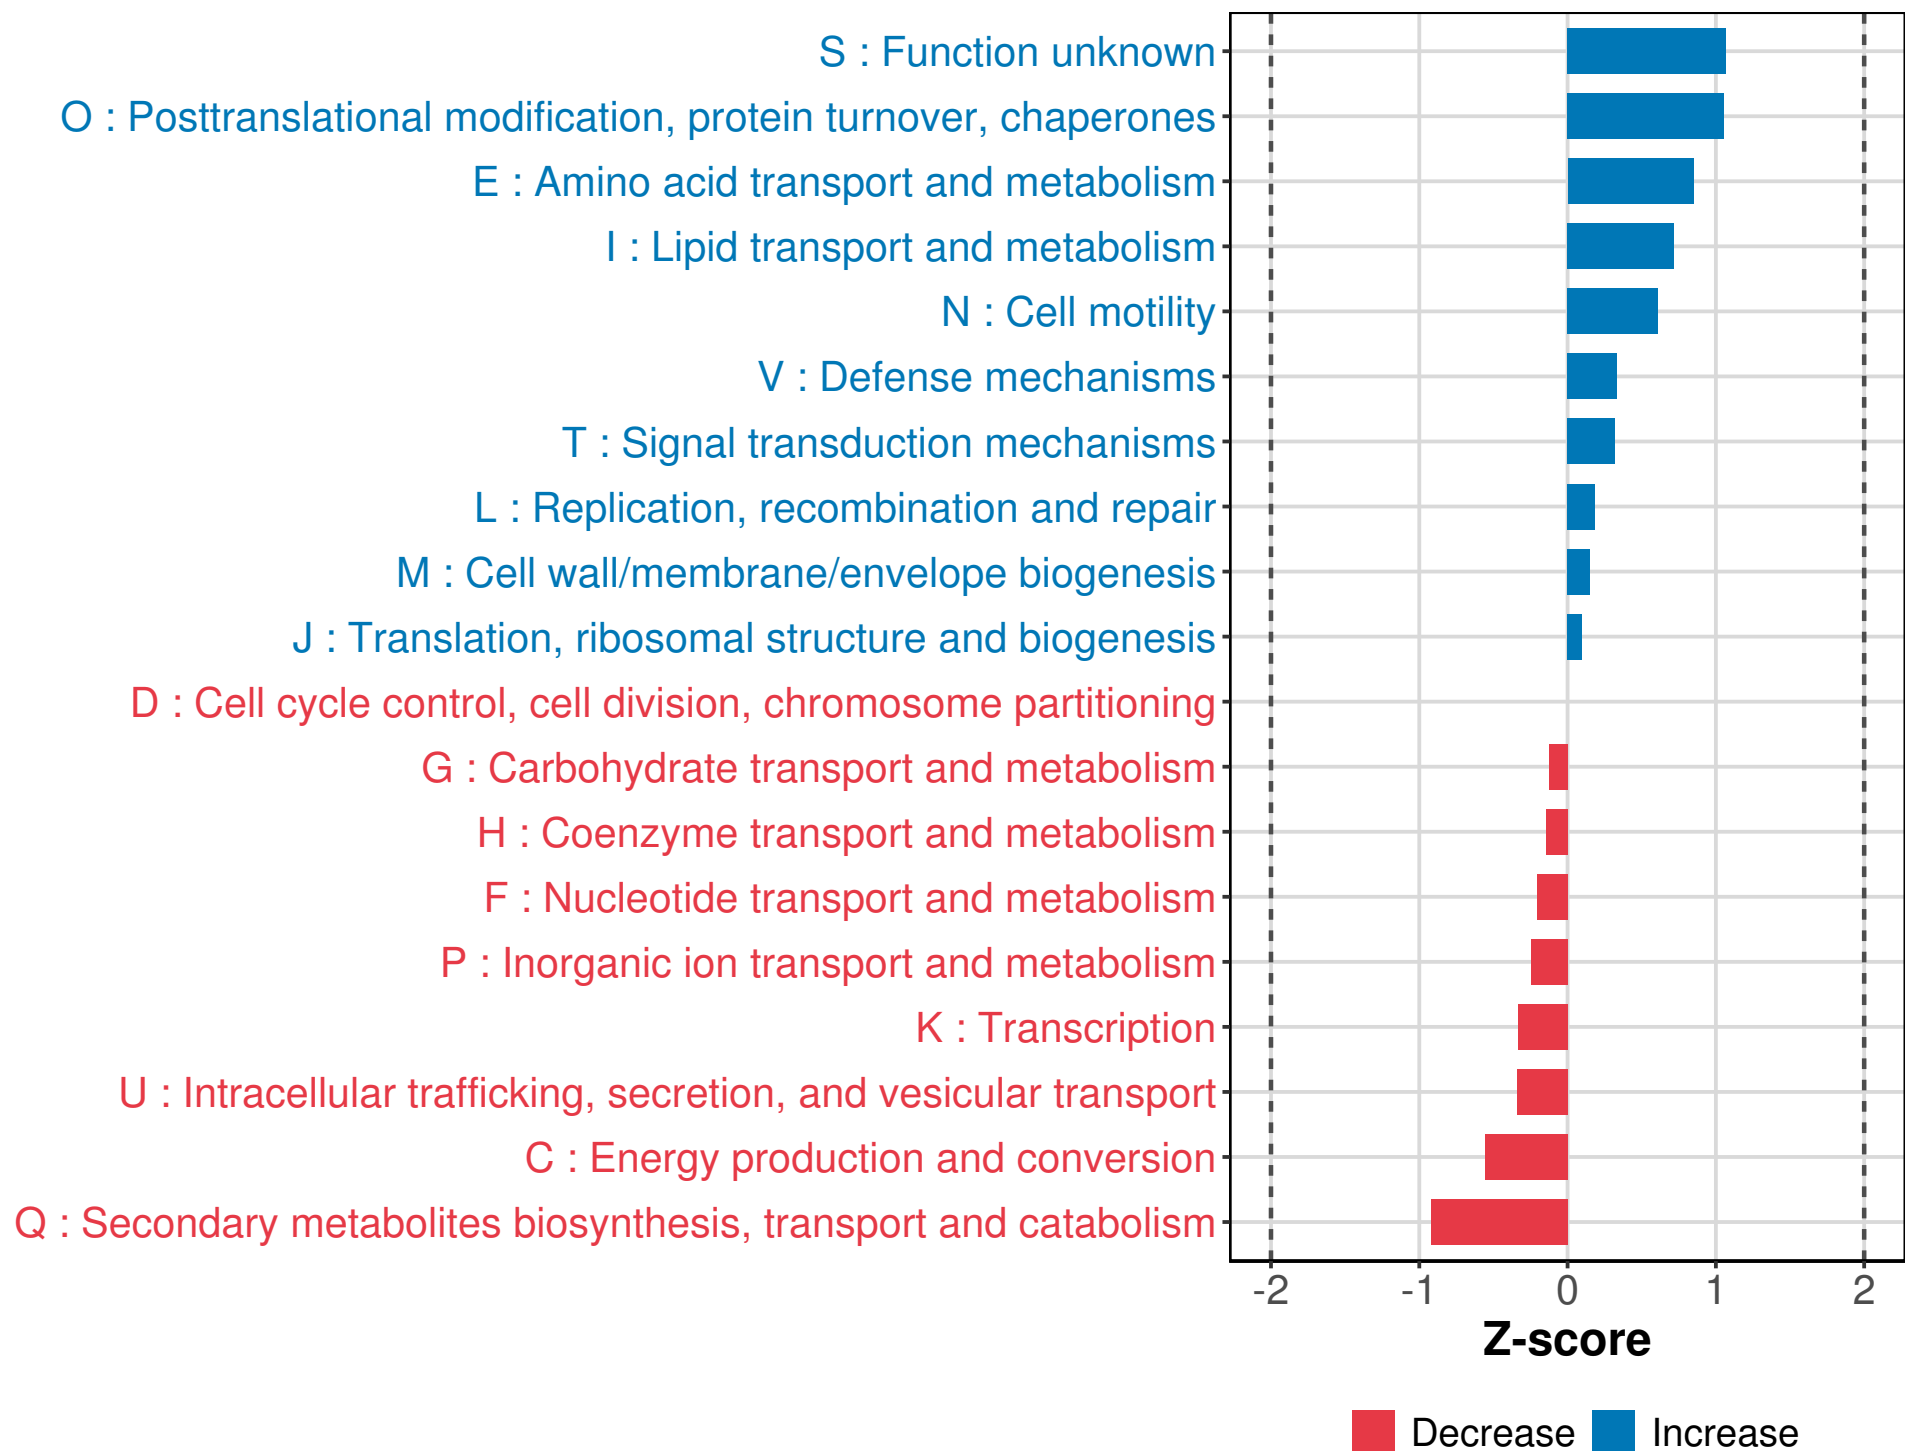 S : Function unknown
O : Posttranslational modification, protein turnover, chaperones
E : Amino acid transport and metabolism
I : Lipid transport and metabolism
N : Cell motility
V : Defense mechanisms
T : Signal transduction mechanisms
L : Replication, recombination and repair
M : Cell wall/membrane/envelope biogenesis
J : Translation, ribosomal structure and biogenesis
D : Cell cycle control, cell division, chromosome partitioning
G : Carbohydrate transport and metabolism
H : Coenzyme transport and metabolism
F : Nucleotide transport and metabolism
P : Inorganic ion transport and metabolism
K : Transcription
U : Intracellular trafficking, secretion, and vesicular transport
C : Energy production and conversion
Q : Secondary metabolites biosynthesis, transport and catabolism
-2 -1 0 1 2
Z-score
Decrease Increase